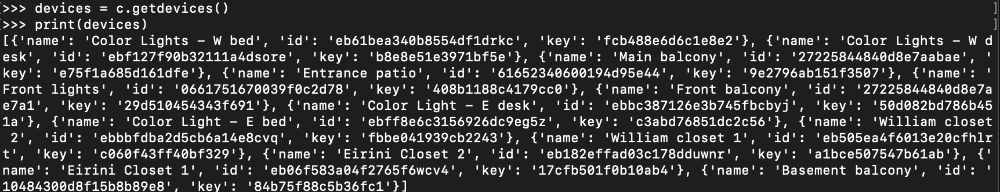 >>> devices = c.getdevices()
>>> print(devices)
[{'name': 'Color Lights – W bed', 'id': 'eb61bea340b8554df1drkc', 'key': 'fcb488e6d6c1e8e2'}, {'name': 'Color Lights – W d
esk', 'id': 'ebf127f90b32111a4dsore', 'key': 'b8e8e51e3971bf5e'}, {'name': 'Main balcony', 'id': '27225844840d8e7aabae', '
key': 'e75f1a685d161dfe'}, {'name': 'Entrance patio', 'id': '61652340600194d95e44', 'key': '9e2796ab151f3507'}, {'name': '
Front lights', 'id': '0661751670039f0c2d78', 'key': '408b1188c4179cc0'}, {'name': 'Front balcony', 'id': '27225844840d8e7a
e7a1', 'key': '29d510454343f691'}, {'name': 'Color Light – E desk', 'id': 'ebbc387126e3b745fbcbyj', 'key': '50d082bd786b45
1a'}, {'name': 'Color Light – E bed', 'id': 'ebff8e6c3156926dc9eg5z', 'key': 'c3abd76851dc2c56'}, {'name': 'William closet
 2', 'id': 'ebbbfdba2d5cb6a14e8cvq', 'key': 'fbbe041939cb2243'}, {'name': 'William closet 1', 'id': 'eb505ea4f6013e20cfhlr
t', 'key': 'c060f43ff40bf329'}, {'name': 'Eirini Closet 2', 'id': 'eb182effad03c178dduwnr', 'key': 'a1bce507547b61ab'}, {'
name': 'Eirini Closet 1', 'id': 'eb06f583a04f2765f6wcv4', 'key': '17cfb501f0b10ab4'}, {'name': 'Basement balcony', 'id': '
10484300d8f15b8b89e8', 'key': '84b75f88c5b36fc1'}]